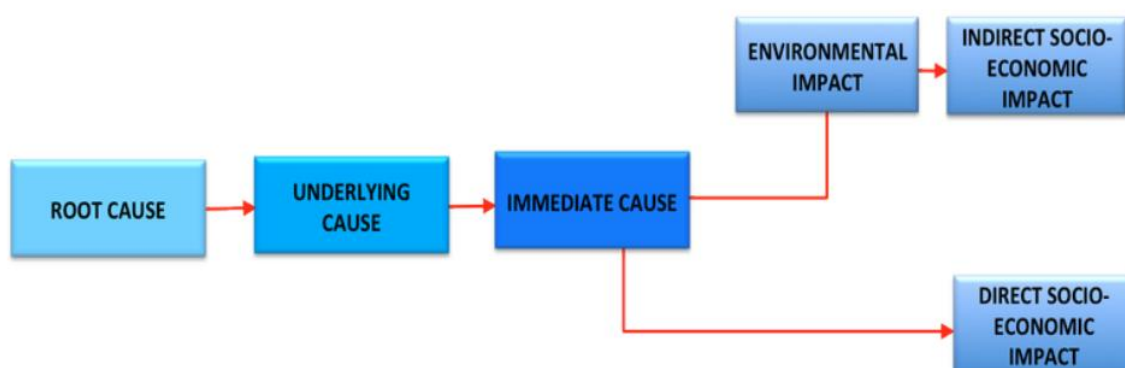 ROOT CAUSE
UNDERLYING
CAUSE
IMMEDIATE CAUSE
ENVIRONMENTAL
IMPACT
INDIRECT SOCIO-
ECONOMIC
IMPACT
DIRECT SOCIO-
ECONOMIC
IMPACT